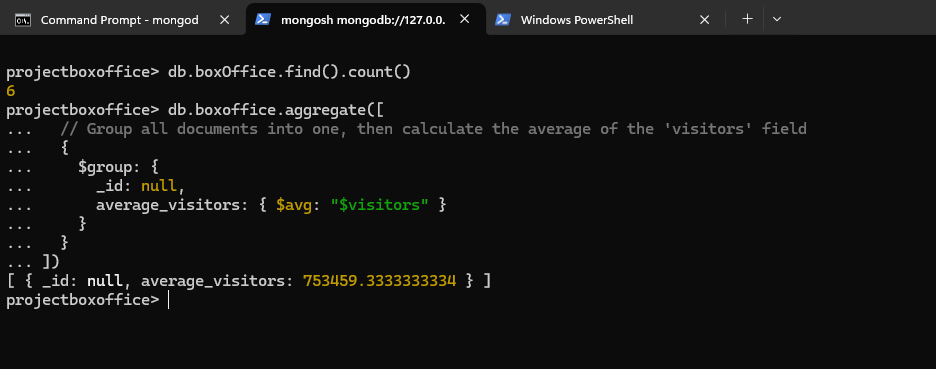 Command Prompt - mongod
mongosh mongodb://127.0.0.
Windows PowerShell
projectboxoffice> db.boxOffice.find().count()
6
projectboxoffice> db.boxoffice.aggregate([
...   // Group all documents into one, then calculate the average of the 'visitors' field
...   {
...     $group: {
...       _id: null,
...       average_visitors: { $avg: "$visitors" }
...     }
...   }
... ])
[ { _id: null, average_visitors: 753459.3333333334 } ]
projectboxoffice>